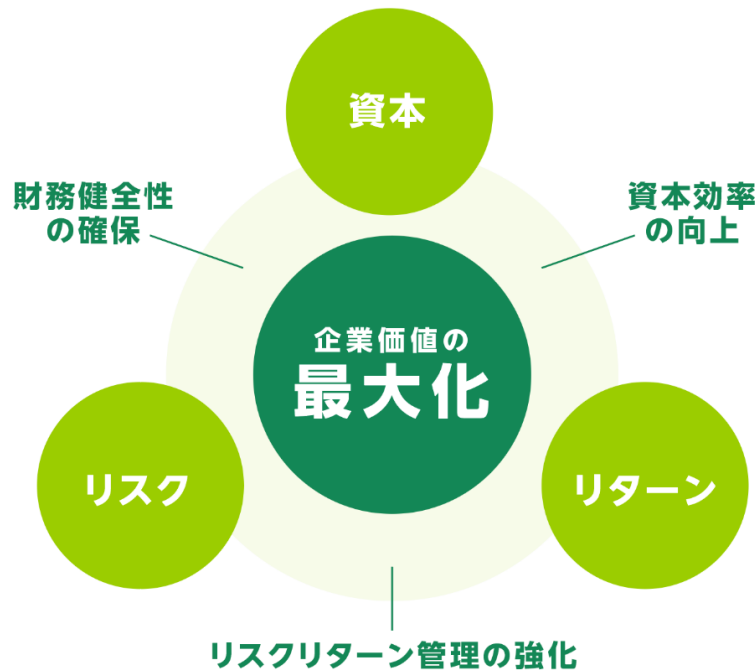 資本
財務健全性
の確保
資本効率
の向上
企業価値の
最大化
リスク
リターン
リスクリターン管理の強化